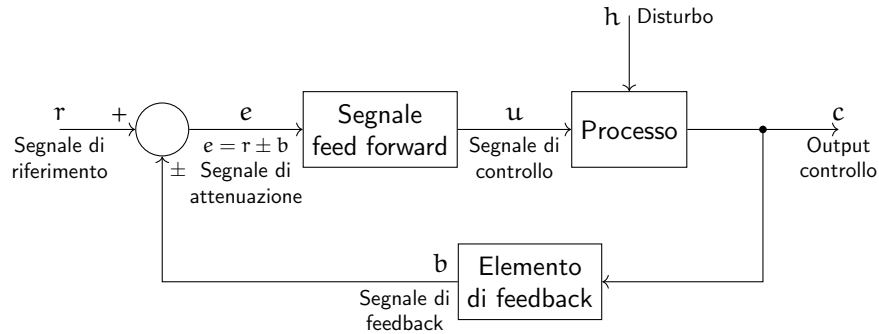 h Disturbo
r
+
Segnale di
riferimento
e
e = r ± b
Segnale di
attenuazione
±
Segnale
feed forward
u
Segnale di
controllo
Processo
c
Output
controllo
b
Segnale di
feedback
Elemento
di feedback